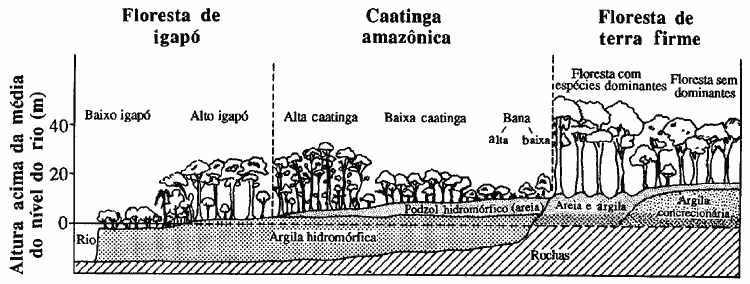 Floresta de
igapó
Caatinga
amazônica
Floresta de
terra firme
Altura acima da média
do nível do rio (m)
40
20
0
Baixo igapó
Alto igapó
Alta caatinga
Baixa caatinga
Bana
alta baixa
Floresta com
espécies dominantes
Floresta sem
dominantes
Rio
Argila hidromórfica
Podzol hidromórfico (areia)
Areia e argila
Argila
concrecionária
Rochas